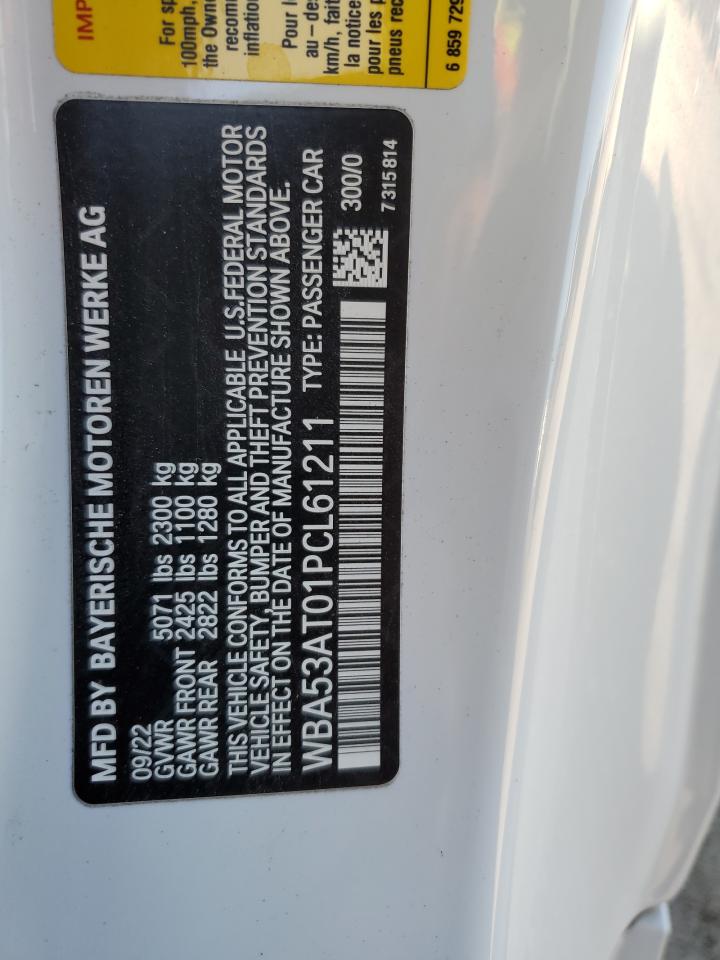 IMP
For sp
100mph,
the Owne
recom
inflation
Pour l
au - des
km/h, fait
la notice
pour les p
pneus rec
6 859 729
MFD BY BAYERISCHE MOTOREN WERKE AG
09/22
GVWR 5071 lbs 2300 kg
GAWR FRONT 2425 lbs 1100 kg
GAWR REAR 2822 lbs 1280 kg
THIS VEHICLE CONFORMS TO ALL APPLICABLE U.S.FEDERAL MOTOR
VEHICLE SAFETY, BUMPER AND THEFT PREVENTION STANDARDS
IN EFFECT ON THE DATE OF MANUFACTURE SHOWN ABOVE.
WBA53AT01PCL61211 TYPE: PASSENGER CAR
300/0
7 315 814